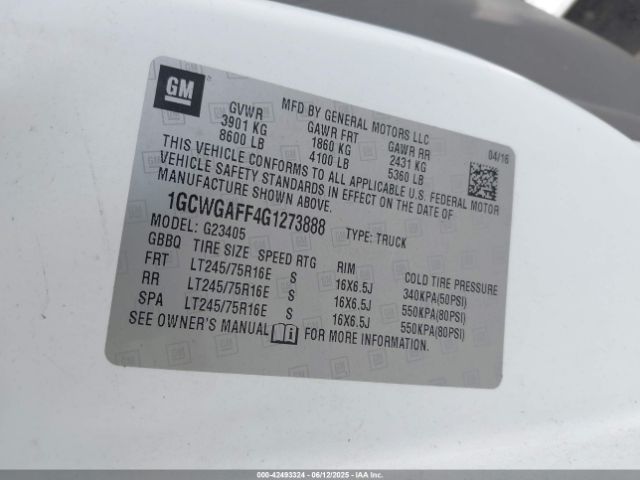 GM
MFD BY GENERAL MOTORS LLC
04/16
GVWR GAWR FRT GAWR RR
3901 KG 1860 KG 2431 KG
8600 LB 4100 LB 5360 LB
THIS VEHICLE CONFORMS TO ALL APPLICABLE U.S. FEDERAL MOTOR
VEHICLE SAFETY STANDARDS IN EFFECT ON THE DATE OF
MANUFACTURE SHOWN ABOVE.
1GCWGAFF4G1273888 TYPE: TRUCK
MODEL: G23405
GBBQ TIRE SIZE SPEED RTG RIM COLD TIRE PRESSURE
FRT LT245/75R16E S 16X6.5J 340KPA(50PSI)
RR LT245/75R16E S 16X6.5J 550KPA(80PSI)
SPA LT245/75R16E S 16X6.5J 550KPA(80PSI)
SEE OWNER'S MANUAL FOR MORE INFORMATION.
000-42493324 / 06/12/2025 / IAAI.COM